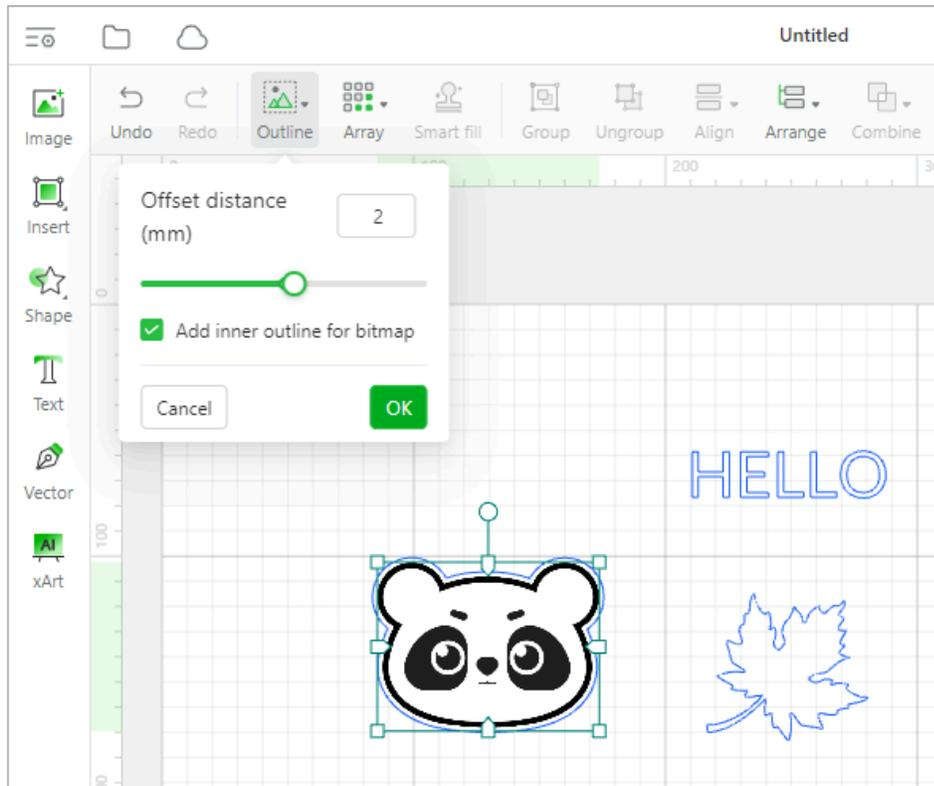 Untitled
Image
Undo Redo Outline Array Smart fill Group Ungroup Align Arrange Combine
200
Offset distance
(mm)
2
Insert
0
Shape
Add inner outline for bitmap
Text
Cancel OK
HELLO
Vector
100
AI
xArt